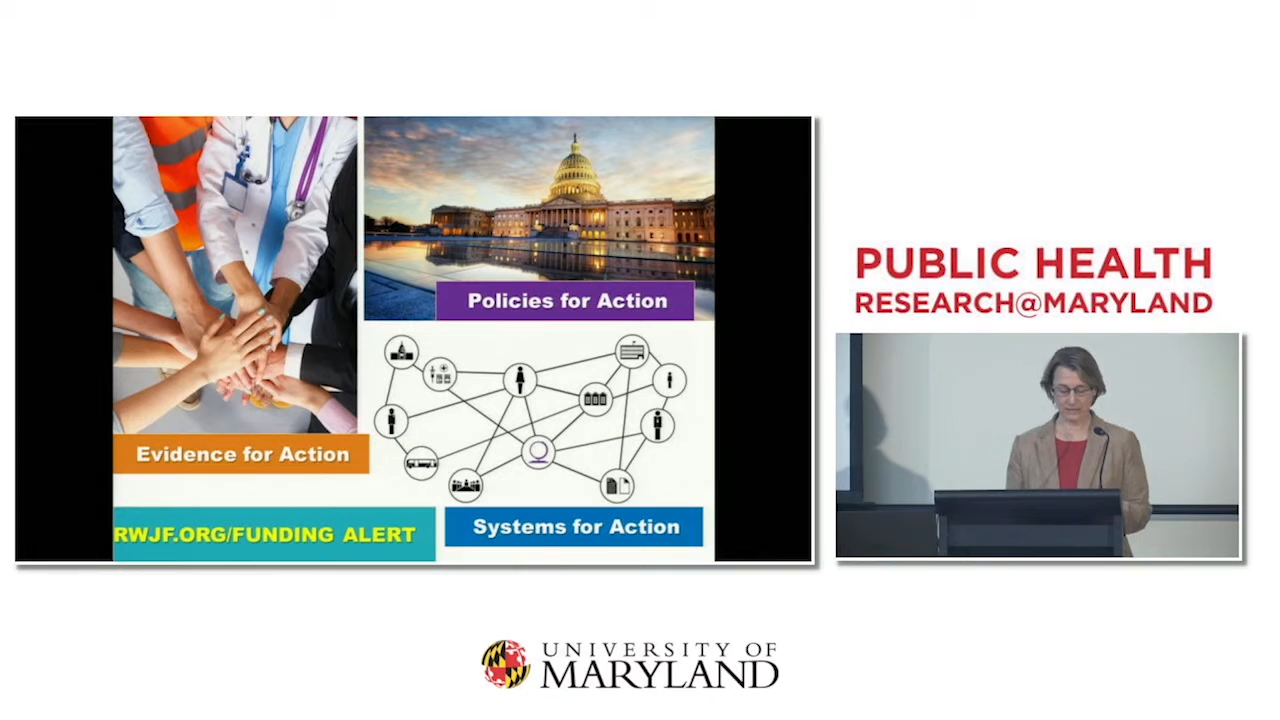 Policies for Action
Evidence for Action
RWJF.ORG/FUNDING ALERT
Systems for Action
PUBLIC HEALTH
RESEARCH@MARYLAND
UNIVERSITY OF
MARYLAND